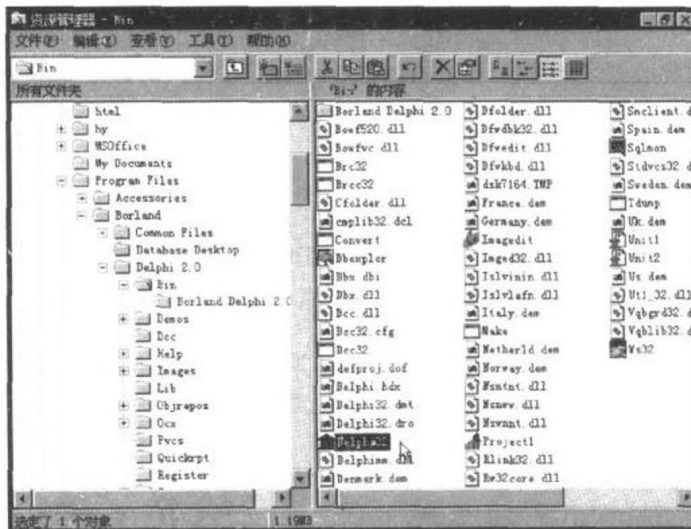 资源管理器 - Bin
文件(F) 编辑(E) 查看(V) 工具(T) 帮助(H)
Bin
所有文件夹
'Bin' 的内容
html
hy
MSOffice
My Documents
Program Files
Accessories
Borland
Common Files
Database Desktop
Delphi 2.0
Bin
Borland Delphi 2.0
Demos
Doc
Help
Images
Lib
Objrepos
Ocx
Pvcs
Quickrpt
Register
Borland Delphi 2.0
Bowf520.dll
Bowfvc dll
Brc32
Brcc32
Cfolder.dll
cmplib32.dcl
Convert
Dbexplor
Dbx dbi
Dbx dll
Dcc.dll
Dcc32.cfg
Dcc32
defproj.dof
Delphi.hdx
Delphi32.dmt
Delphi32.dro
Delphi32
Delphimm.dll
Denmark.dem
Dfolder.dll
Dfwdbk32.dll
Dfwedit.dll
Dfwkbd.dll
dsk7164.TMP
France.dem
Germany.dem
Imagedit
Imged32.dll
Islvinin.dll
Islvlafn.dll
Italy.dem
Make
Netherld dem
Norway.dem
Nsntnt.dll
Nsnew.dll
Nswnnt.dll
Project1
Rlink32.dll
Rw32core dll
Snclient.d
Spain.dem
Sqlmon
Stdvcs32.d
Sweden.dem
Tdump
Uk.dem
Unit1
Unit2
Us dem
Utl_32.dll
Vqbgrd32.d
Vqblib32.d
Ws32
选定了 1 个对象
1.19MB